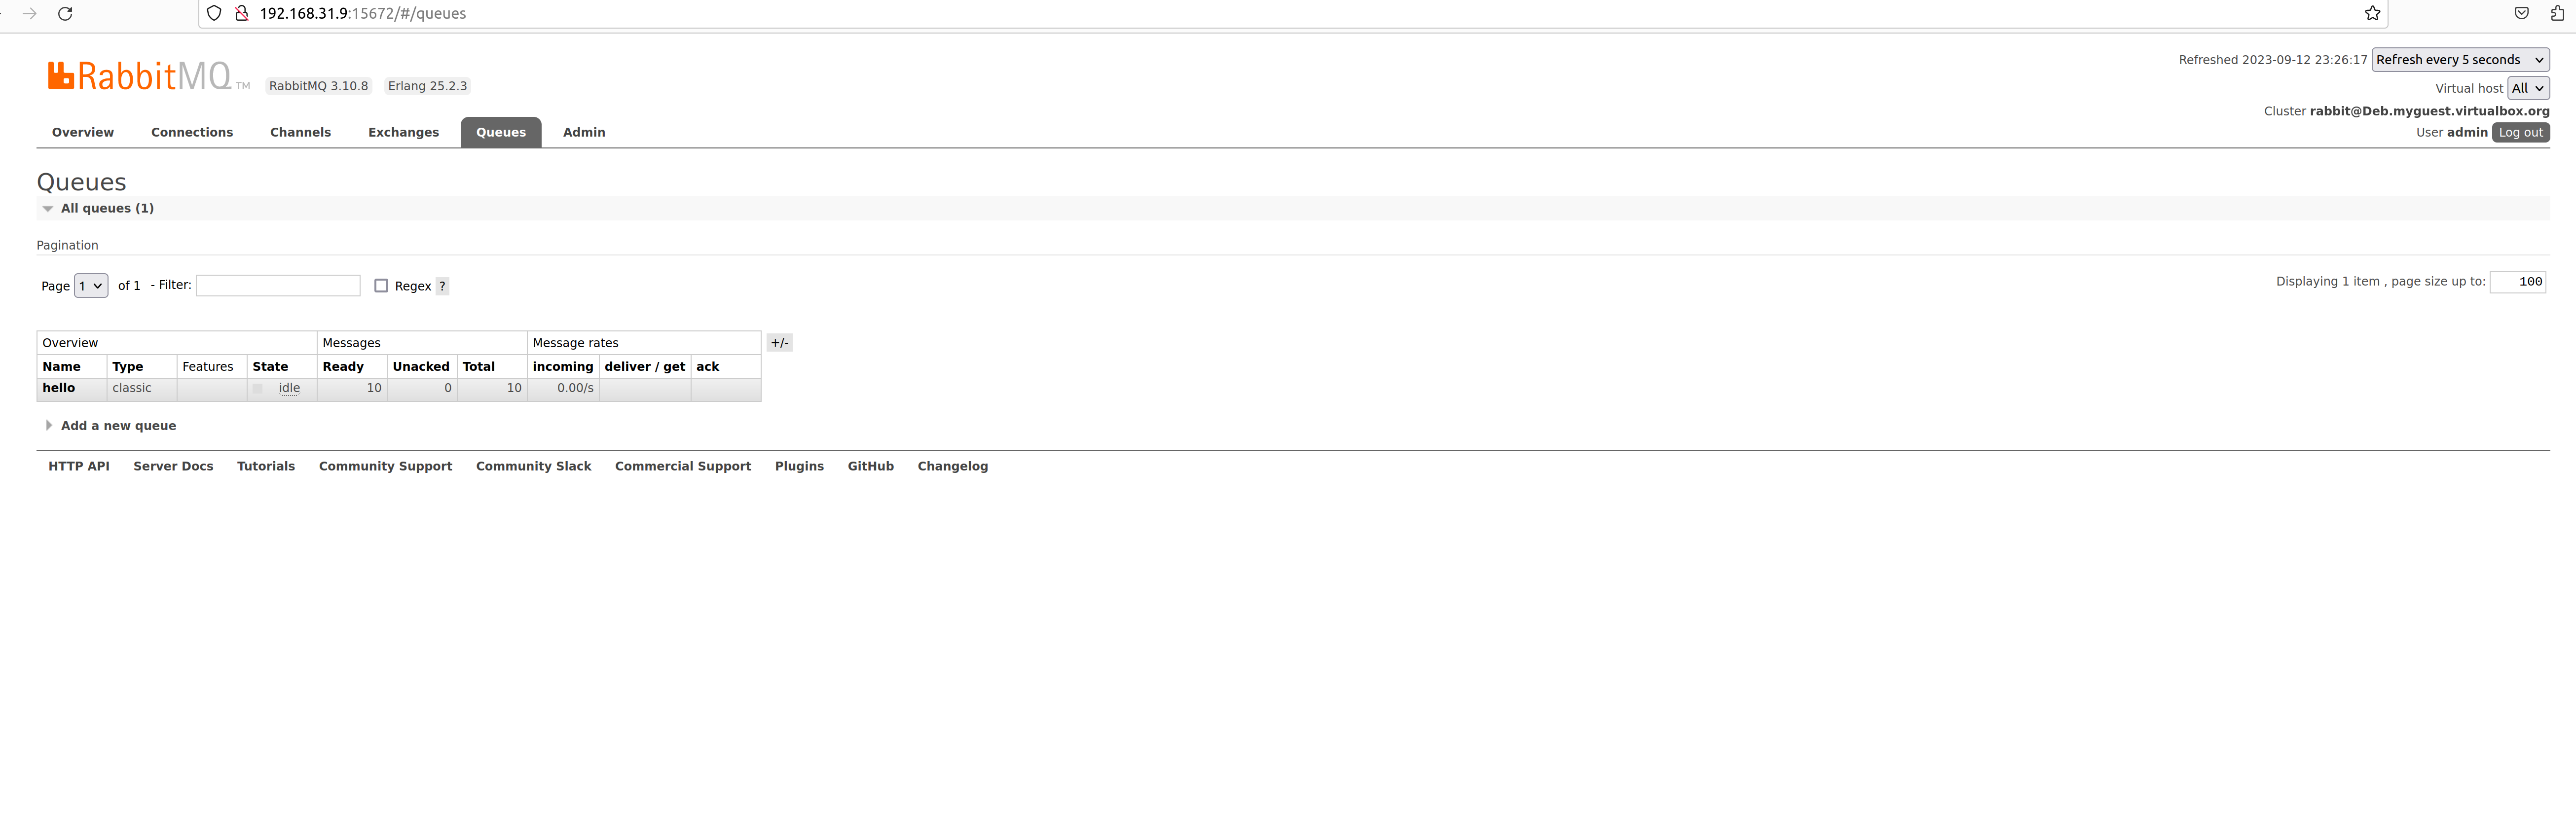 192.168.31.9:15672/#/queues
RabbitMQ TM RabbitMQ 3.10.8 Erlang 25.2.3
Refreshed 2023-09-12 23:26:17 Refresh every 5 seconds
Virtual host All
Cluster rabbit@Deb.myguest.virtualbox.org
User admin Log out
Overview Connections Channels Exchanges Queues Admin
Queues
All queues (1)
Pagination
Page 1 of 1 - Filter: Regex ? Displaying 1 item , page size up to: 100
Overview Messages Message rates +/-
Name Type Features State Ready Unacked Total incoming deliver / get ack
hello classic idle 10 0 10 0.00/s
Add a new queue
HTTP API Server Docs Tutorials Community Support Community Slack Commercial Support Plugins GitHub Changelog